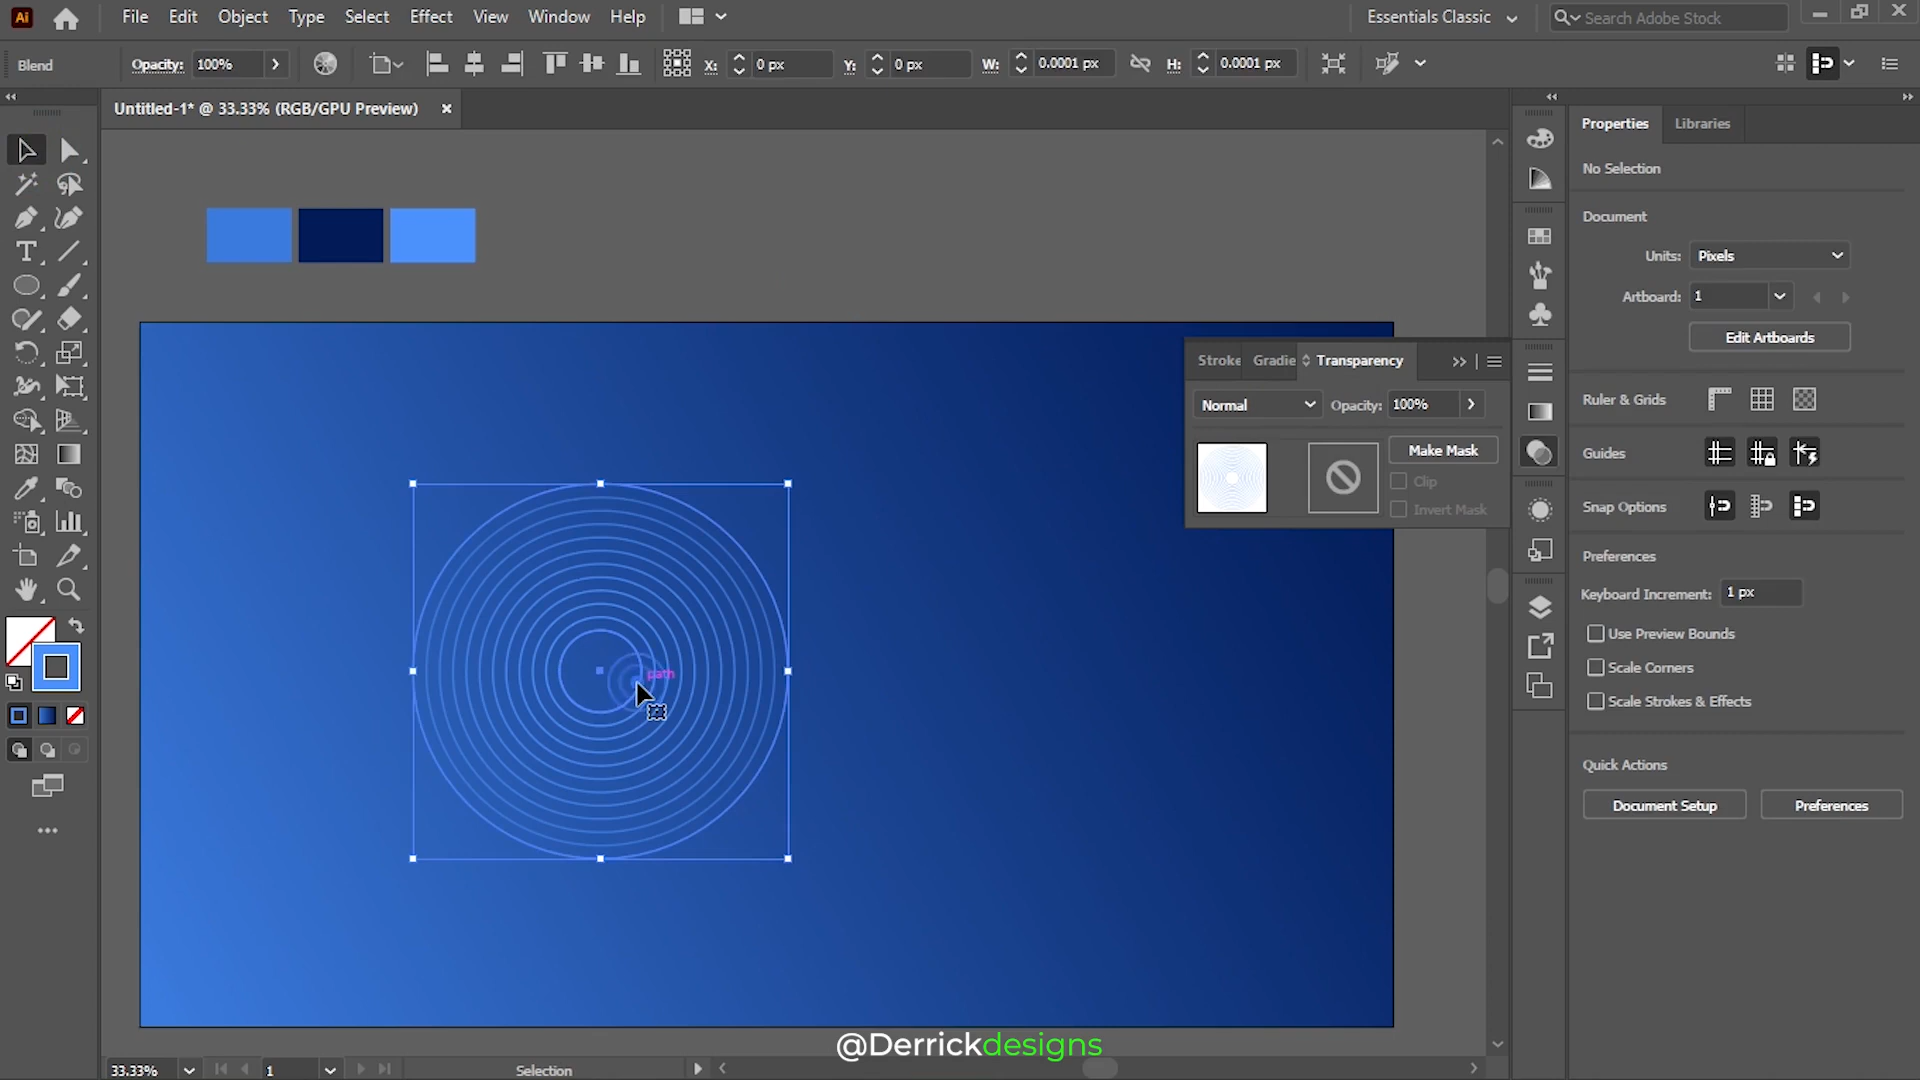 Ai File Edit Object Type Select Effect View Window Help Essentials Classic Search Adobe Stock
Blend Opacity: 100% X: 0 px Y: 0 px W: 0.0001 px H: 0.0001 px
Untitled-1* @ 33.33% (RGB/GPU Preview)
Properties Libraries
No Selection
Document
Units: Pixels
Artboard: 1
Edit Artboards
Stroke Gradie Transparency
Normal Opacity: 100%
Make Mask
Clip
Invert Mask
Ruler & Grids
Guides
Snap Options
Preferences
Keyboard Increment: 1 px
Use Preview Bounds
Scale Corners
Scale Strokes & Effects
Quick Actions
Document Setup Preferences
path
@Derrickdesigns
33.33% 1 Selection